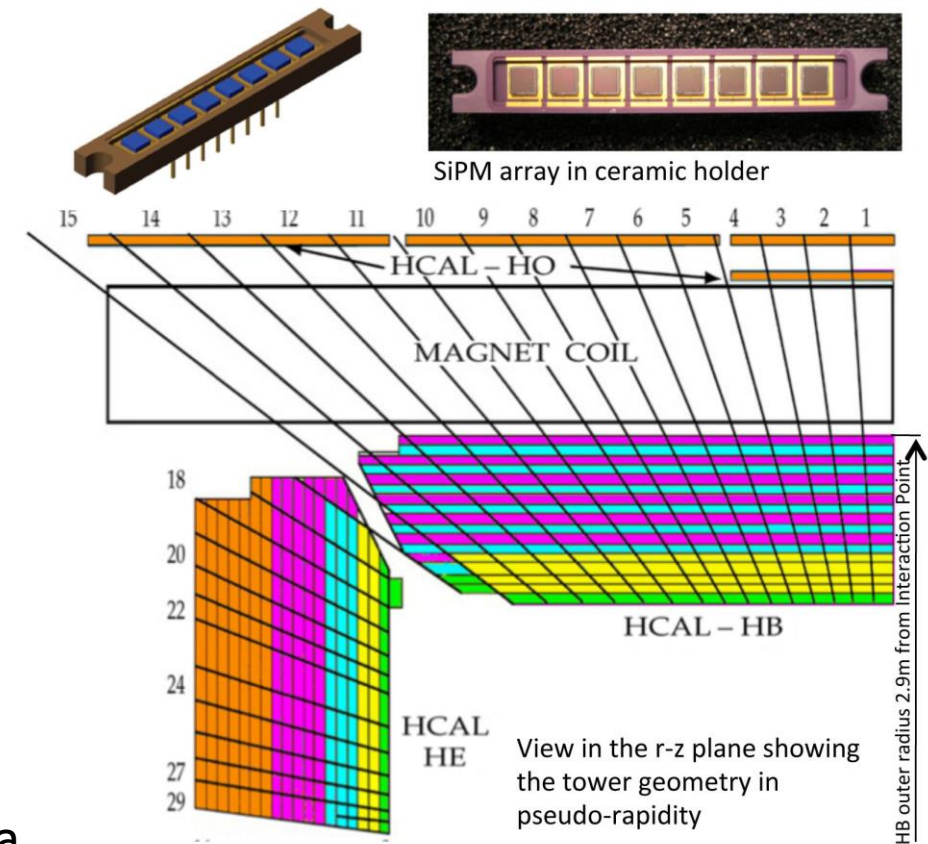 SiPM array in ceramic holder
15 14 13 12 11 10 9 8 7 6 5 4 3 2 1
HCAL – HO
MAGNET COIL
18
20
22
24
27
29
HCAL – HB
HCAL
HE
View in the r-z plane showing
the tower geometry in
pseudo-rapidity
HB outer radius 2.9m from Interaction Point
a